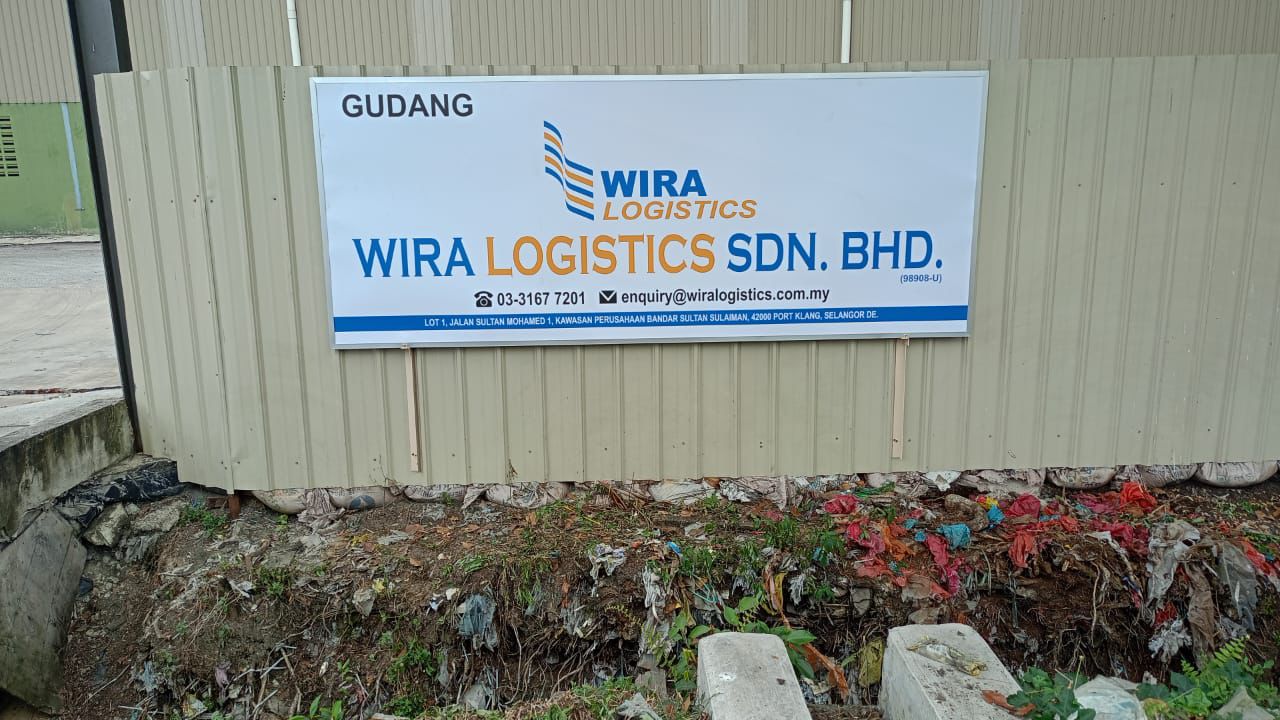 GUDANG
WIRA
LOGISTICS
WIRA LOGISTICS SDN. BHD.
(98908-U)
03-3167 7201 enquiry@wiralogistics.com.my
LOT 1, JALAN SULTAN MOHAMED 1, KAWASAN PERUSAHAAN BANDAR SULTAN SULAIMAN, 42000 PORT KLANG, SELANGOR DE.